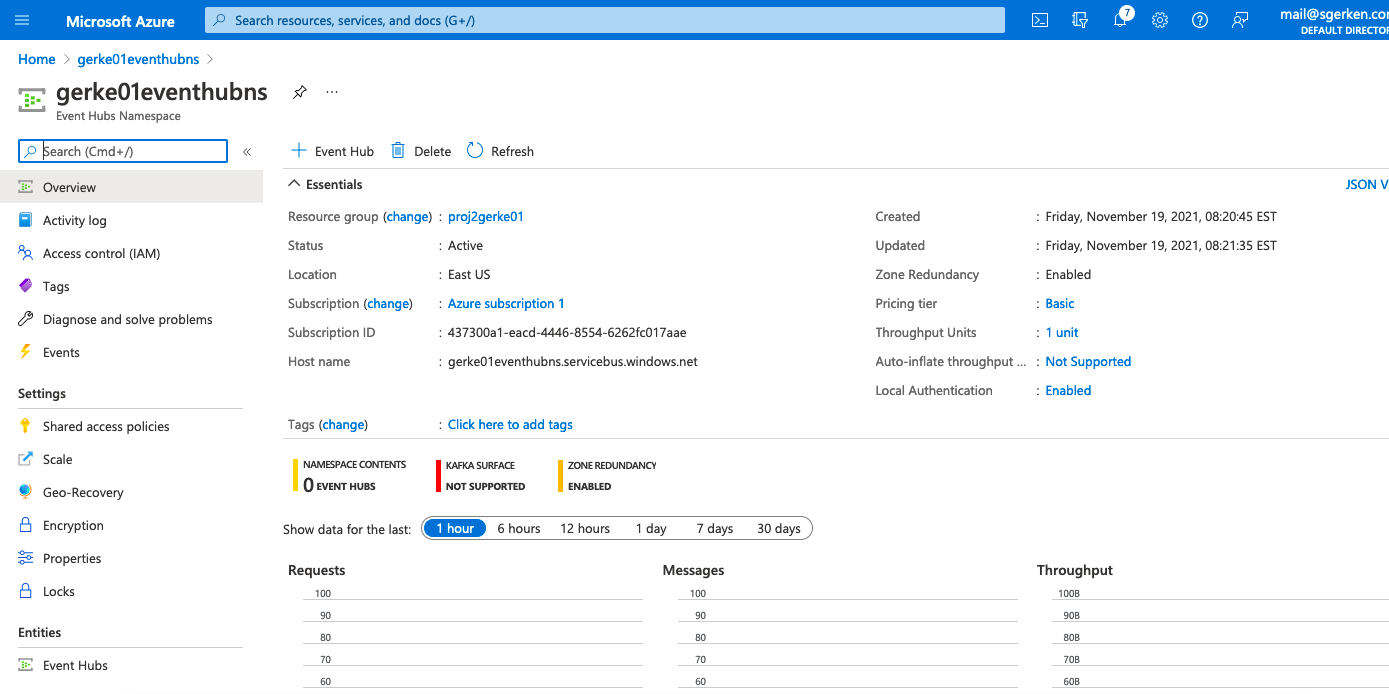 Microsoft Azure
Search resources, services, and docs (G+/)
7
mail@sgerken.com
DEFAULT DIRECTOR
Home > gerke01eventhubns >
gerke01eventhubns
...
Event Hubs Namespace
Search (Cmd+/)
«
+ Event Hub
Delete
Refresh
Overview
Activity log
Access control (IAM)
Tags
Diagnose and solve problems
Events
Settings
Shared access policies
Scale
Geo-Recovery
Encryption
Properties
Locks
Entities
Event Hubs
Essentials
JSON V
Resource group (change) : proj2gerke01
Status : Active
Location : East US
Subscription (change) : Azure subscription 1
Subscription ID : 437300a1-eacd-4446-8554-6262fc017aae
Host name : gerke01eventhubns.servicebus.windows.net
Created : Friday, November 19, 2021, 08:20:45 EST
Updated : Friday, November 19, 2021, 08:21:35 EST
Zone Redundancy : Enabled
Pricing tier : Basic
Throughput Units : 1 unit
Auto-inflate throughput ... : Not Supported
Local Authentication : Enabled
Tags (change) : Click here to add tags
NAMESPACE CONTENTS
0 EVENT HUBS
KAFKA SURFACE
NOT SUPPORTED
ZONE REDUNDANCY
ENABLED
Show data for the last: 1 hour 6 hours 12 hours 1 day 7 days 30 days
Requests
100
90
80
70
60
Messages
100
90
80
70
60
Throughput
100B
90B
80B
70B
60B